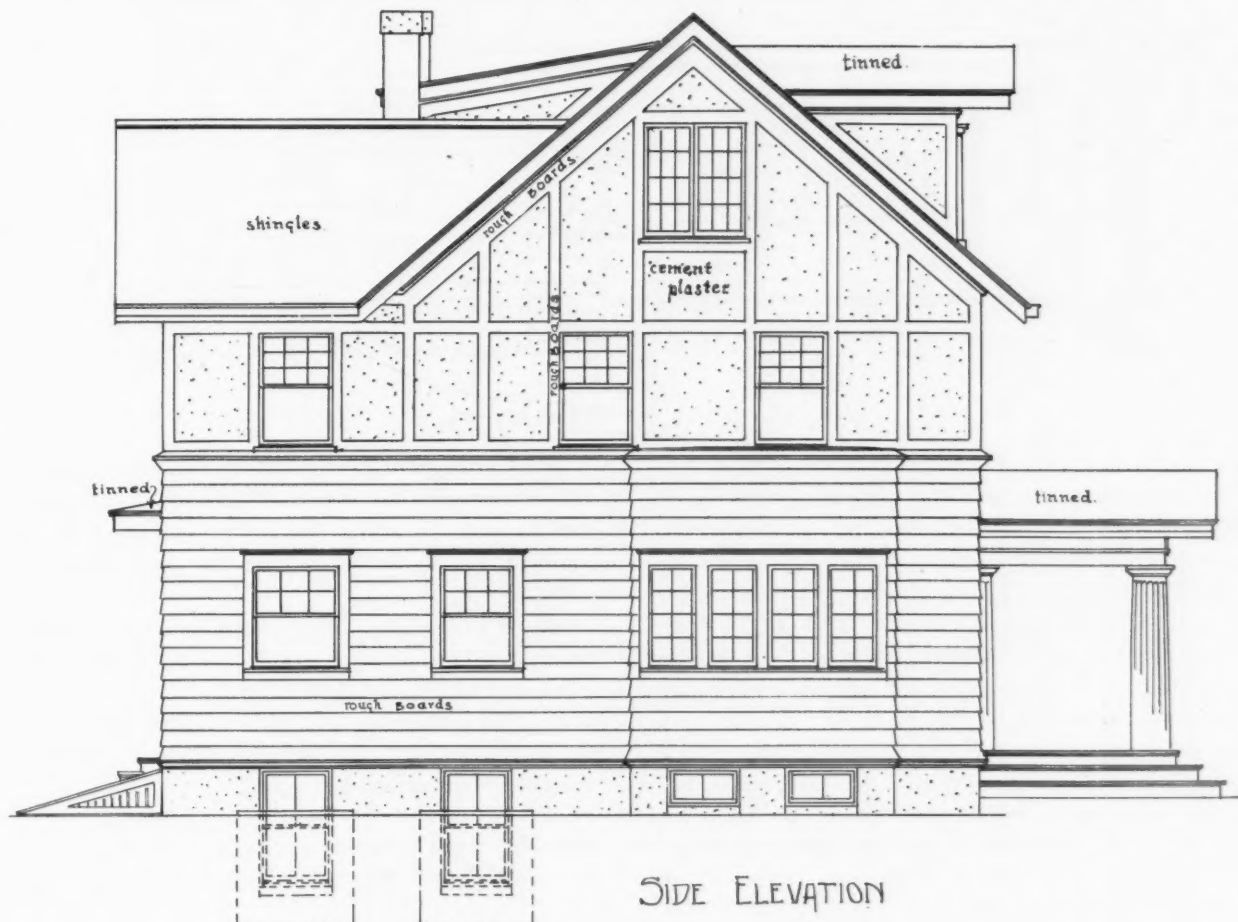 tinned.
shingles
rough BOARDS
cement
plaster
rough BOARDS
tinned
tinned.
rough BOARDS
SIDE ELEVATION